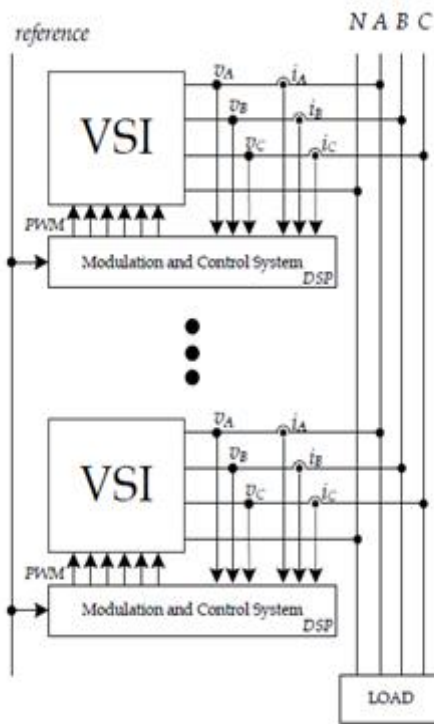 reference
N A B C
VSI
v_A
i_A
v_B
i_B
v_C
i_C
PWM
Modulation and Control System
DSP
VSI
v_A
i_A
v_B
i_B
v_C
i_C
PWM
Modulation and Control System
DSP
LOAD